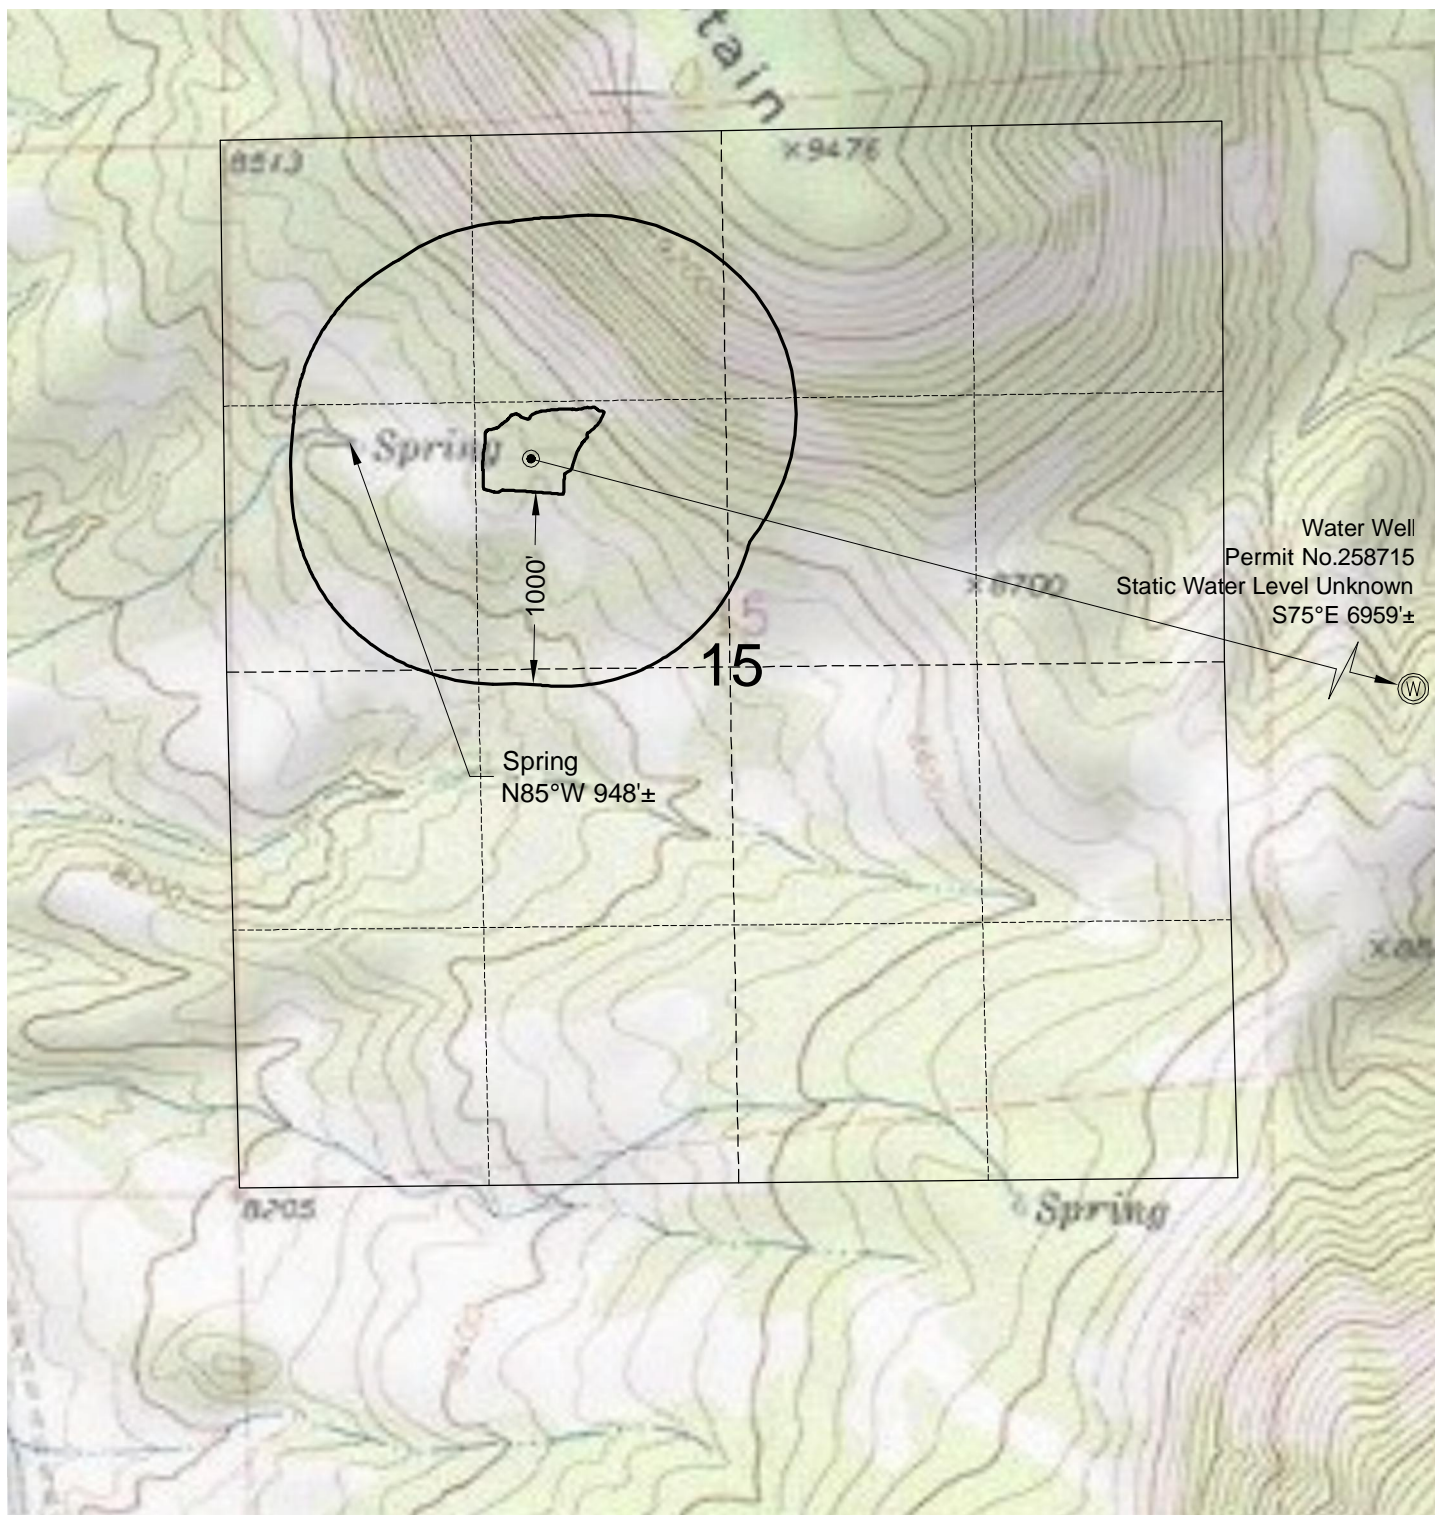 tain
8513
×9476
Spring
1000'
Water Well
Permit No.258715
Static Water Level Unknown
S75°E 6959'±
W
×8700
15
Spring
N85°W 948'±
8200
8205
Spring